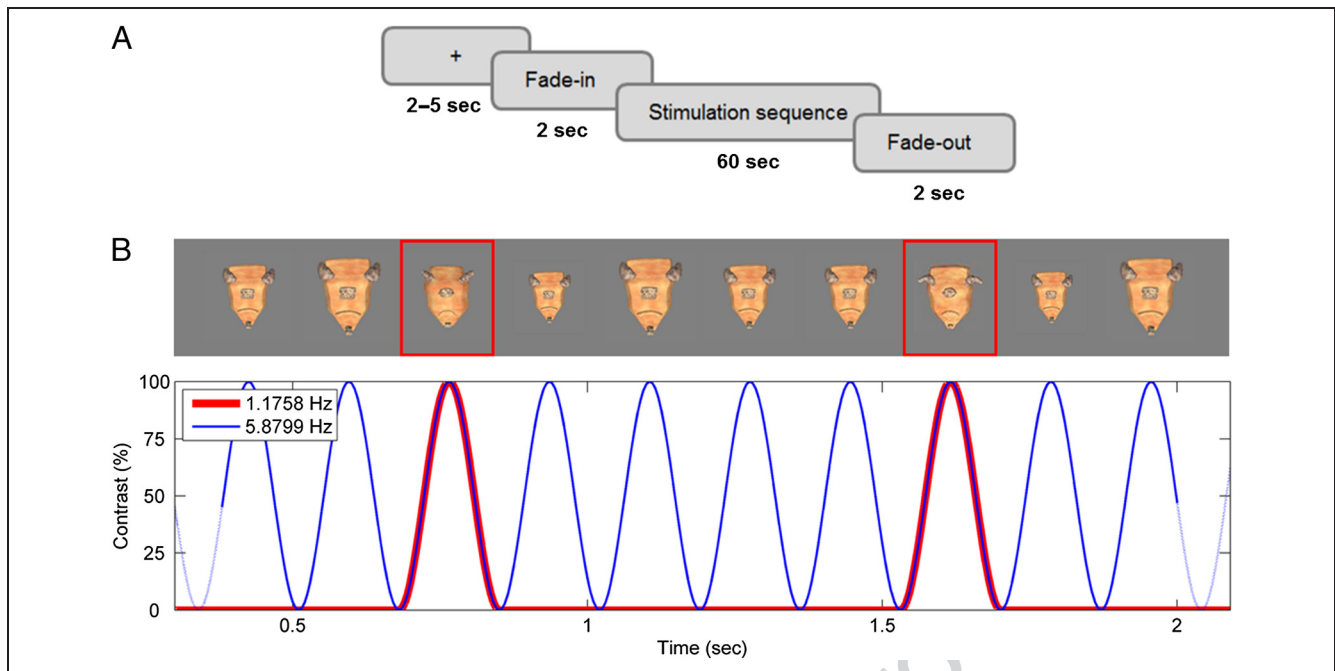 A
+
2–5 sec
Fade-in
2 sec
Stimulation sequence
60 sec
Fade-out
2 sec
B
100
75
50
25
0
Contrast (%)
1.1758 Hz
5.8799 Hz
0.5
1
1.5
2
Time (sec)